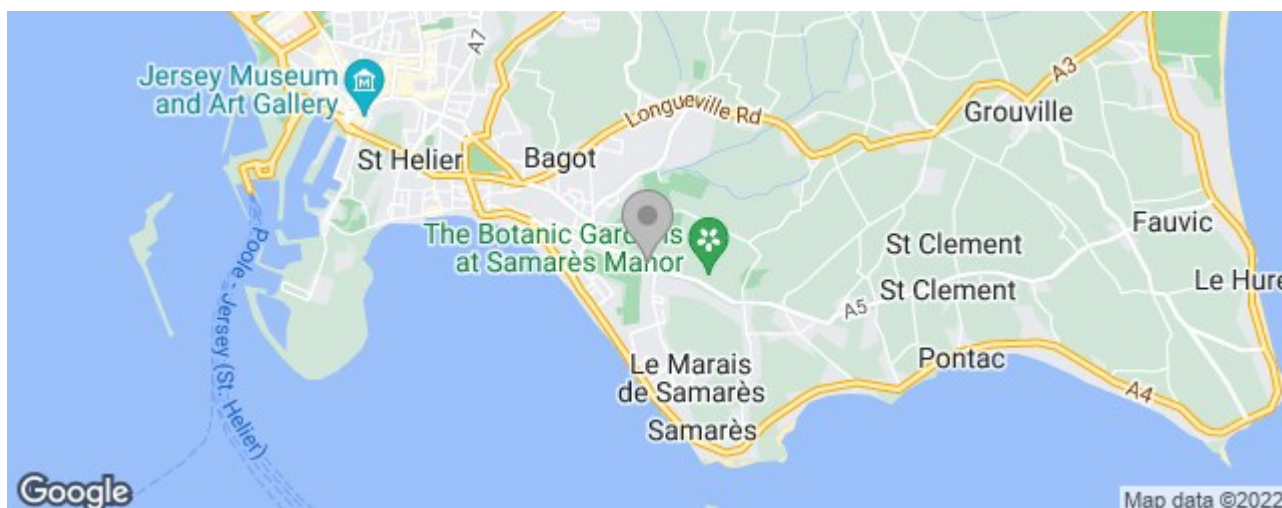 A7
Jersey Museum
and Art Gallery
A3
Longueville Rd
Grouville
St Helier
Bagot
Fauvic
The Botanic Gardens
at Samarès Manor
St Clement
Le Hure
St Clement
A5
Poole - Jersey (St. Helier)
Pontac
Le Marais
de Samarès
A4
Samarès
Google
Map data ©2022